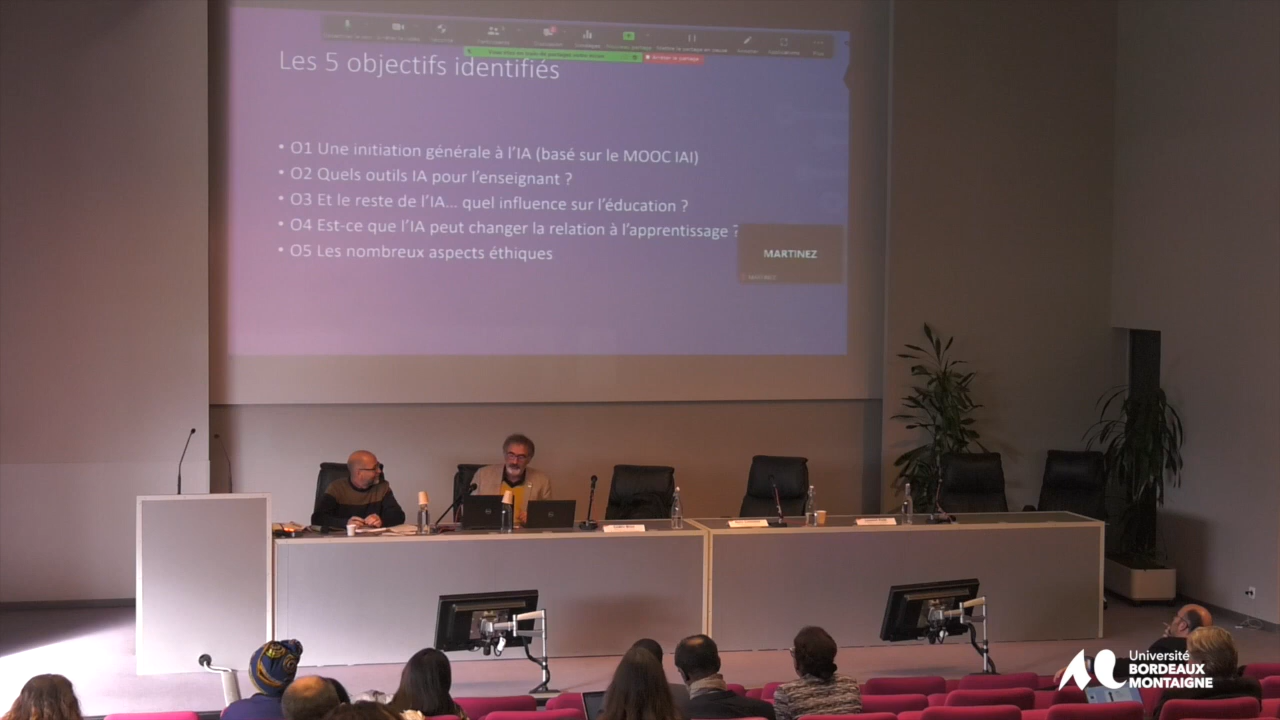 Les 5 objectifs identifiés
• O1 Une initiation générale à l'IA (basé sur le MOOC IAI)
• O2 Quels outils IA pour l'enseignant ?
• O3 Et le reste de l'IA... quel influence sur l'éducation ?
• O4 Est-ce que l'IA peut changer la relation à l'apprentissage ?
• O5 Les nombreux aspects éthiques
MARTINEZ
Université
BORDEAUX
MONTAIGNE